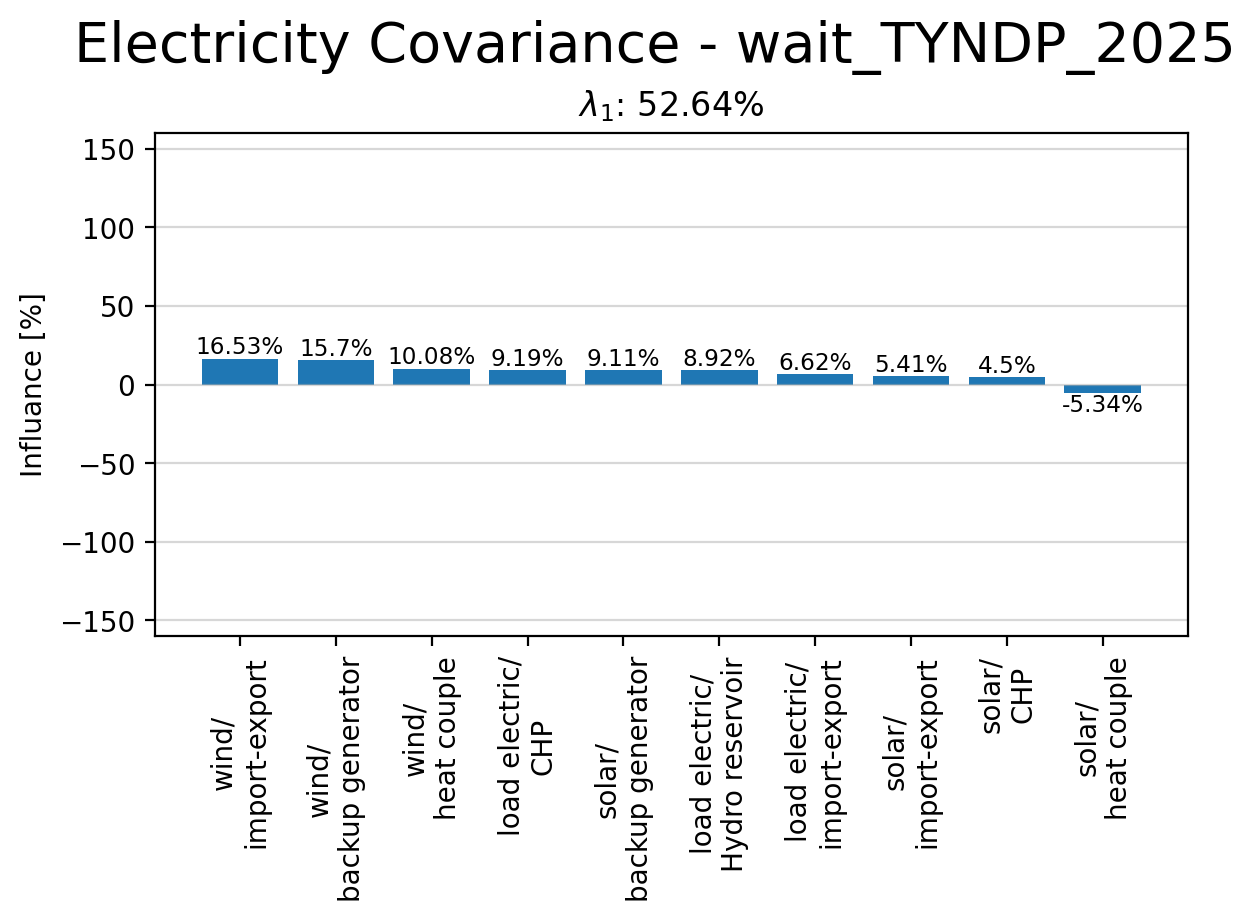 Electricity Covariance - wait_TYNDP_2025
λ₁: 52.64%
Influance [%]
150
100
50
0
−50
−100
−150
16.53%
15.7%
10.08%
9.19%
9.11%
8.92%
6.62%
5.41%
4.5%
-5.34%
wind/
import-export
wind/
backup generator
wind/
heat couple
load electric/
CHP
solar/
backup generator
load electric/
Hydro reservoir
load electric/
import-export
solar/
import-export
solar/
CHP
solar/
heat couple